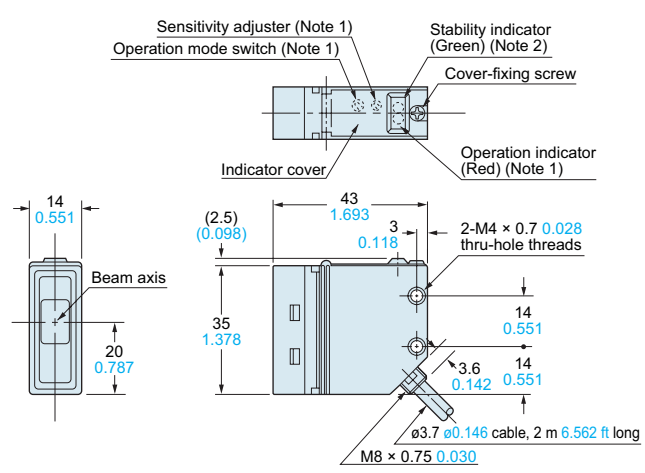 Sensitivity adjuster (Note 1)
Operation mode switch (Note 1)
Stability indicator
(Green) (Note 2)
Cover-fixing screw
Indicator cover
Operation indicator
(Red) (Note 1)
14
0.551
Beam axis
20
0.787
43
1.693
(2.5)
(0.098)
3
0.118
2-M4 × 0.7 0.028
thru-hole threads
35
1.378
14
0.551
14
0.551
3.6
0.142
ø3.7 ø0.146 cable, 2 m 6.562 ft long
M8 × 0.75 0.030